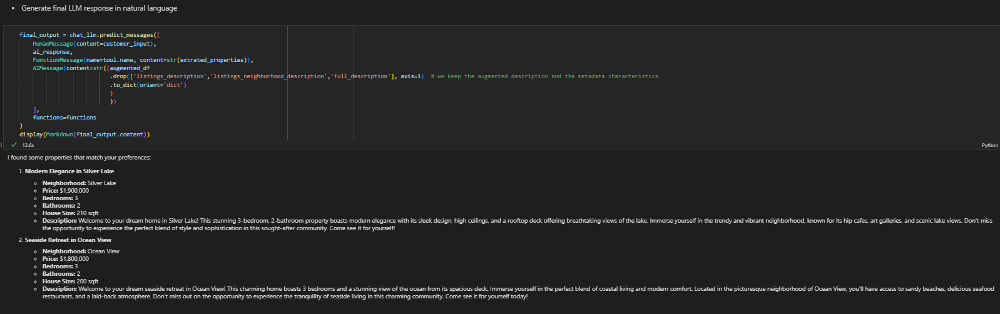 • Generate final LLM response in natural language
final_output = chat_llm.predict_messages([
HumanMessage(content=customer_input),
ai_response,
FunctionMessage(name=tool.name, content=str(extrated_properties)),
AIMessage(content=str((augmented_df
.drop(['listings_description','listings_neighborhood_description','full_description'], axis=1)  # we keep the augmented description and the metadata characteristics
.to_dict(orient='dict')
)
))
],
functions=functions
)
display(Markdown(final_output.content))
] ✓ 12.6s
Python
I found some properties that match your preferences:
1. Modern Elegance in Silver Lake
◦ Neighborhood: Silver Lake
◦ Price: $1,900,000
◦ Bedrooms: 3
◦ Bathrooms: 2
◦ House Size: 210 sqft
◦ Description: Welcome to your dream home in Silver Lake! This stunning 3-bedroom, 2-bathroom property boasts modern elegance with its sleek design, high ceilings, and a rooftop deck offering breathtaking views of the lake. Immerse yourself in the trendy and vibrant neighborhood, known for its hip cafes, art galleries, and scenic lake views. Don't miss
the opportunity to experience the perfect blend of style and sophistication in this sought-after community. Come see it for yourself!
2. Seaside Retreat in Ocean View
◦ Neighborhood: Ocean View
◦ Price: $1,800,000
◦ Bedrooms: 3
◦ Bathrooms: 2
◦ House Size: 200 sqft
◦ Description: Welcome to your dream seaside retreat in Ocean View! This charming home boasts 3 bedrooms and a stunning view of the ocean from its spacious deck. Immerse yourself in the perfect blend of coastal living and modern comfort. Located in the picturesque neighborhood of Ocean View, you'll have access to sandy beaches, delicious seafood
restaurants, and a laid-back atmosphere. Don't miss out on the opportunity to experience the tranquility of seaside living in this charming community. Come see it for yourself today!